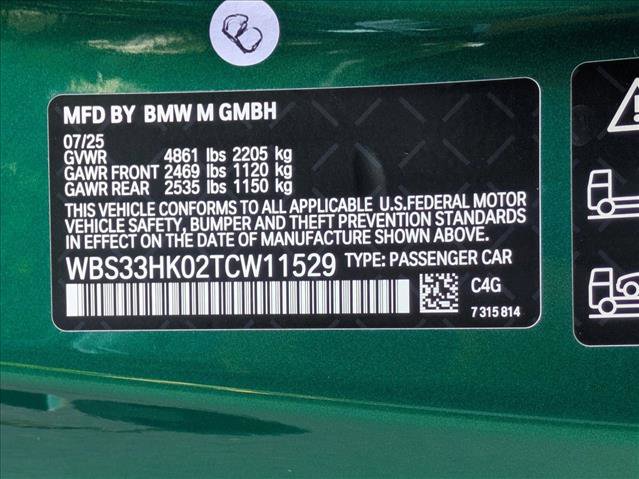 MFD BY BMW M GMBH
07/25
GVWR 4861 lbs 2205 kg
GAWR FRONT 2469 lbs 1120 kg
GAWR REAR 2535 lbs 1150 kg
THIS VEHICLE CONFORMS TO ALL APPLICABLE U.S.FEDERAL MOTOR
VEHICLE SAFETY, BUMPER AND THEFT PREVENTION STANDARDS
IN EFFECT ON THE DATE OF MANUFACTURE SHOWN ABOVE.
WBS33HK02TCW11529 TYPE: PASSENGER CAR
C4G
7 315 814